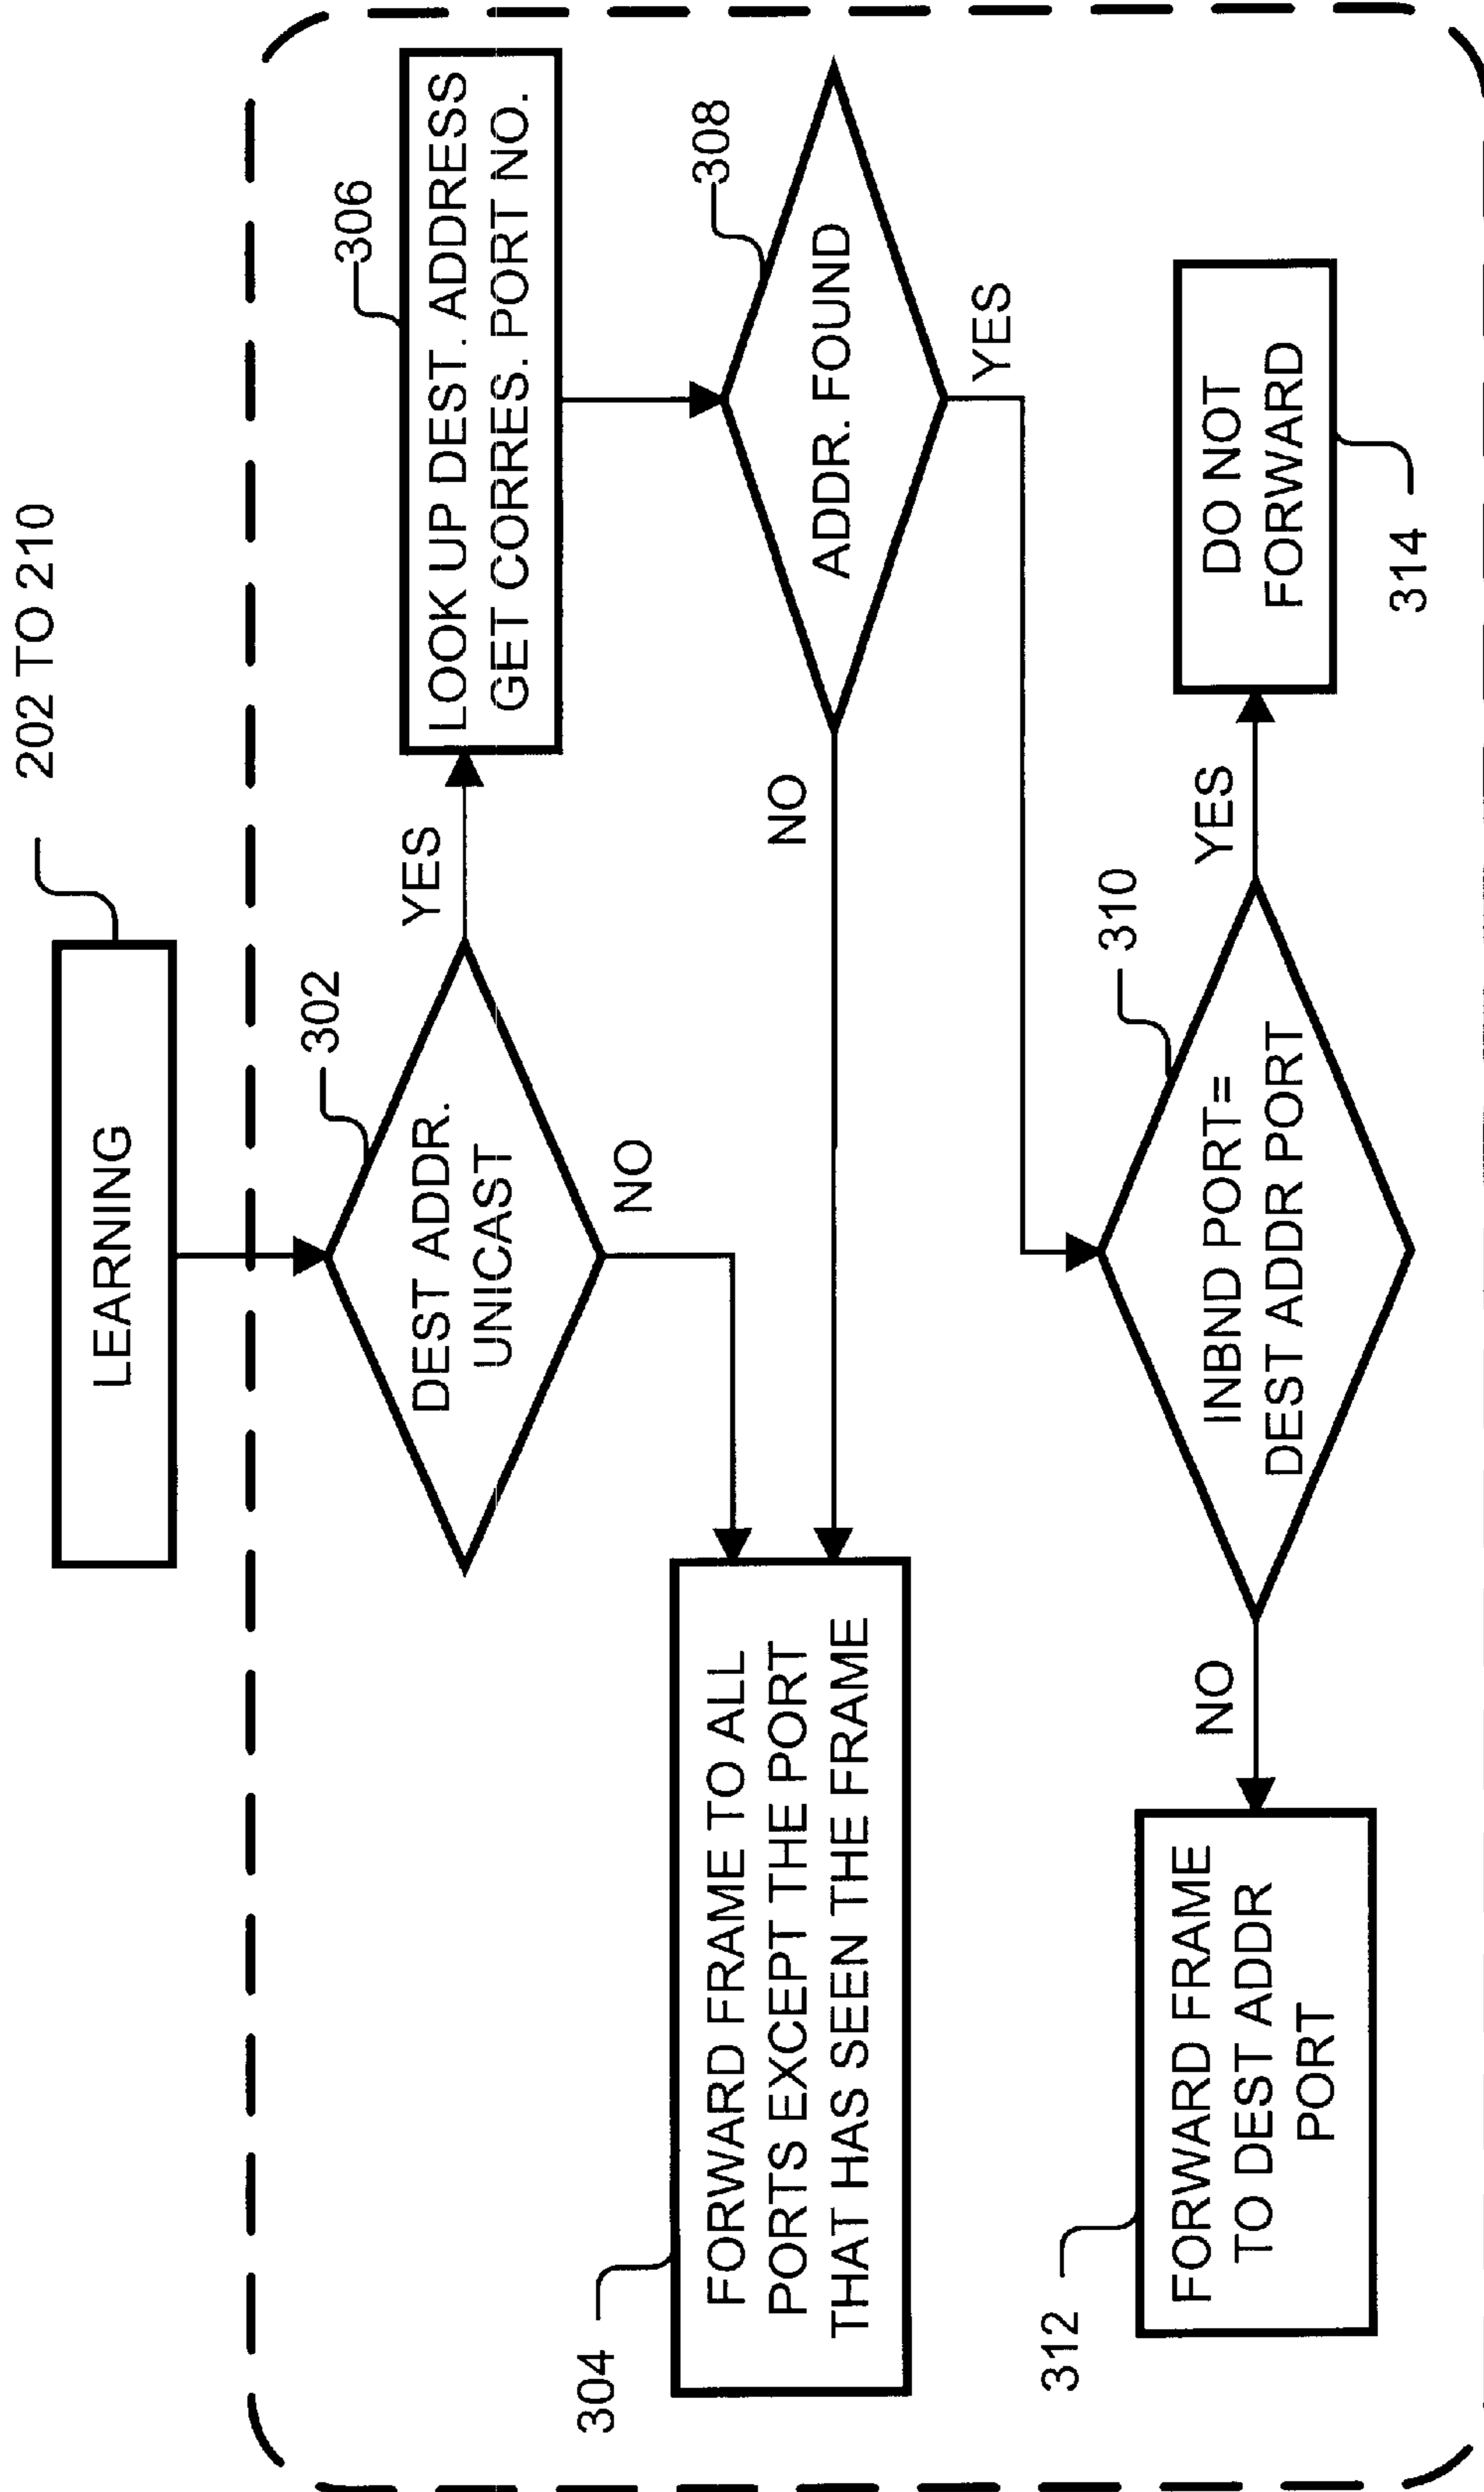 202 TO 210
LEARNING
302
DEST ADDR.
UNICAST
YES
NO
306
LOOK UP DEST. ADDRESS
GET CORRES. PORT NO.
304
FORWARD FRAME TO ALL
PORTS EXCEPT THE PORT
THAT HAS SEEN THE FRAME
NO
308
ADDR. FOUND
YES
310
INBND PORT=
DEST ADDR PORT
NO
YES
312
FORWARD FRAME
TO DEST ADDR
PORT
DO NOT
FORWARD
314